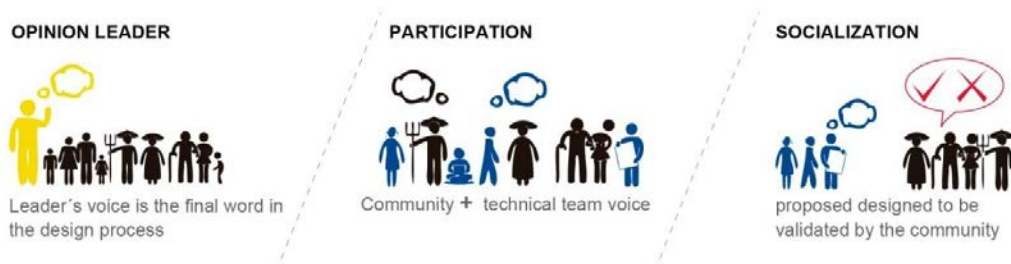 OPINION LEADER
Leader´s voice is the final word in
the design process
PARTICIPATION
Community + technical team voice
SOCIALIZATION
proposed designed to be
validated by the community